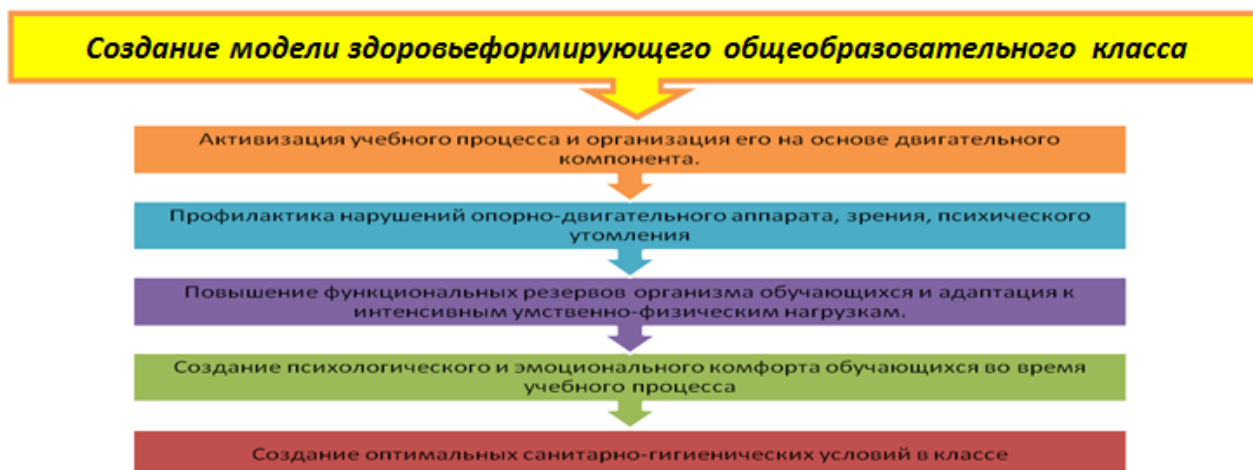 Создание модели здоровьеформирующего общеобразовательного класса
Активизация учебного процесса и организация его на основе двигательного
компонента.
Профилактика нарушений опорно-двигательного аппарата, зрения, психического
утомления
Повышение функциональных резервов организма обучающихся и адаптация к
интенсивным умственно-физическим нагрузкам.
Создание психологического и эмоционального комфорта обучающихся во время
учебного процесса
Создание оптимальных санитарно-гигиенических условий в классе